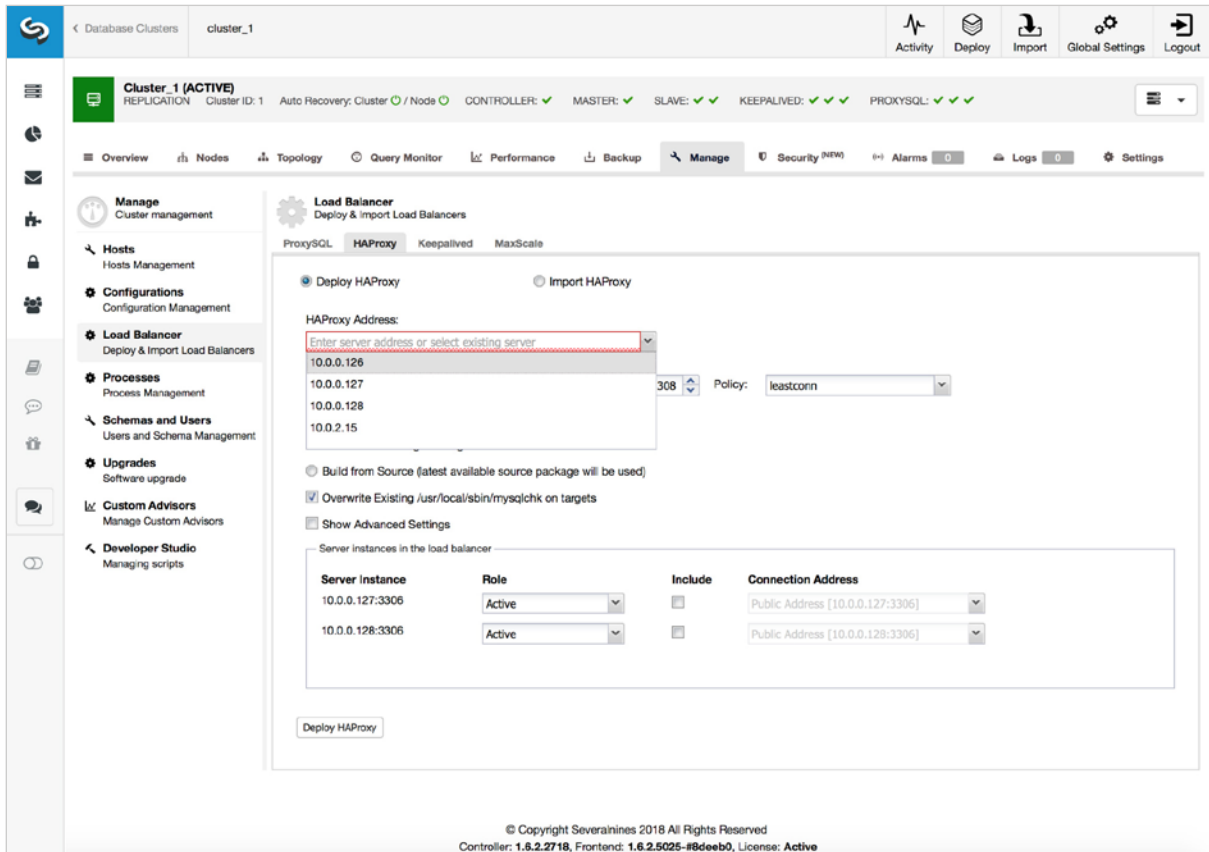 Database Clusters
cluster_1
Activity
Deploy
Import
Global Settings
Logout
Cluster_1 (ACTIVE)
REPLICATION Cluster ID: 1 Auto Recovery: Cluster / Node CONTROLLER: ✔ MASTER: ✔ SLAVE: ✔ ✔ KEEPALIVED: ✔ ✔ ✔ PROXYSQL: ✔ ✔ ✔
Overview Nodes Topology Query Monitor Performance Backup Manage Security (NEW) Alarms 0 Logs 0 Settings
Manage
Cluster management
Hosts
Hosts Management
Configurations
Configuration Management
Load Balancer
Deploy & Import Load Balancers
Processes
Process Management
Schemas and Users
Users and Schema Management
Upgrades
Software upgrade
Custom Advisors
Manage Custom Advisors
Developer Studio
Managing scripts
Load Balancer
Deploy & Import Load Balancers
ProxySQL HAProxy Keepalived MaxScale
Deploy HAProxy Import HAProxy
HAProxy Address:
Enter server address or select existing server
10.0.0.126
10.0.0.127
10.0.0.128
10.0.2.15
308 Policy: leastconn
Build from Source (latest available source package will be used)
Overwrite Existing /usr/local/sbin/mysqlchk on targets
Show Advanced Settings
Server instances in the load balancer
Server Instance Role Include Connection Address
10.0.0.127:3306 Active Public Address [10.0.0.127:3306]
10.0.0.128:3306 Active Public Address [10.0.0.128:3306]
Deploy HAProxy
© Copyright Severalnines 2018 All Rights Reserved
Controller: 1.6.2.2718, Frontend: 1.6.2.5025-#8deeb0, License: Active